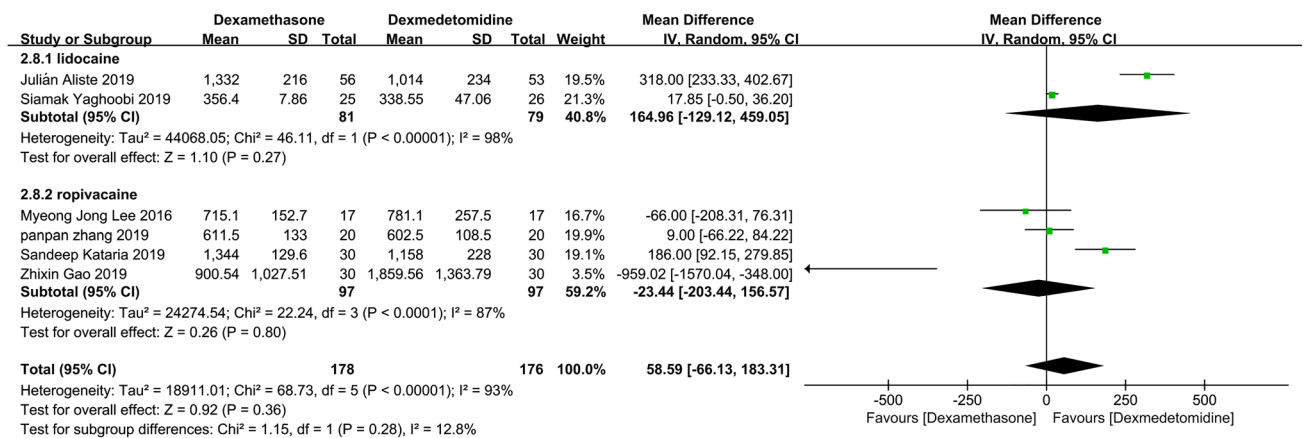 Dexamethasone Dexmedetomidine Mean Difference Mean Difference
Study or Subgroup Mean SD Total Mean SD Total Weight IV, Random, 95% CI IV, Random, 95% CI
2.8.1 lidocaine
Julián Aliste 2019 1,332 216 56 1,014 234 53 19.5% 318.00 [233.33, 402.67]
Siamak Yaghoobi 2019 356.4 7.86 25 338.55 47.06 26 21.3% 17.85 [-0.50, 36.20]
Subtotal (95% CI) 81 79 40.8% 164.96 [-129.12, 459.05]
Heterogeneity: Tau² = 44068.05; Chi² = 46.11, df = 1 (P < 0.00001); I² = 98%
Test for overall effect: Z = 1.10 (P = 0.27)
2.8.2 ropivacaine
Myeong Jong Lee 2016 715.1 152.7 17 781.1 257.5 17 16.7% -66.00 [-208.31, 76.31]
panpan zhang 2019 611.5 133 20 602.5 108.5 20 19.9% 9.00 [-66.22, 84.22]
Sandeep Kataria 2019 1,344 129.6 30 1,158 228 30 19.1% 186.00 [92.15, 279.85]
Zhixin Gao 2019 900.54 1,027.51 30 1,859.56 1,363.79 30 3.5% -959.02 [-1570.04, -348.00]
Subtotal (95% CI) 97 97 59.2% -23.44 [-203.44, 156.57]
Heterogeneity: Tau² = 24274.54; Chi² = 22.24, df = 3 (P < 0.0001); I² = 87%
Test for overall effect: Z = 0.26 (P = 0.80)
Total (95% CI) 178 176 100.0% 58.59 [-66.13, 183.31]
Heterogeneity: Tau² = 18911.01; Chi² = 68.73, df = 5 (P < 0.00001); I² = 93%
Test for overall effect: Z = 0.92 (P = 0.36)
Test for subgroup differences: Chi² = 1.15, df = 1 (P = 0.28), I² = 12.8%
-500 -250 0 250 500
Favours [Dexamethasone] Favours [Dexmedetomidine]